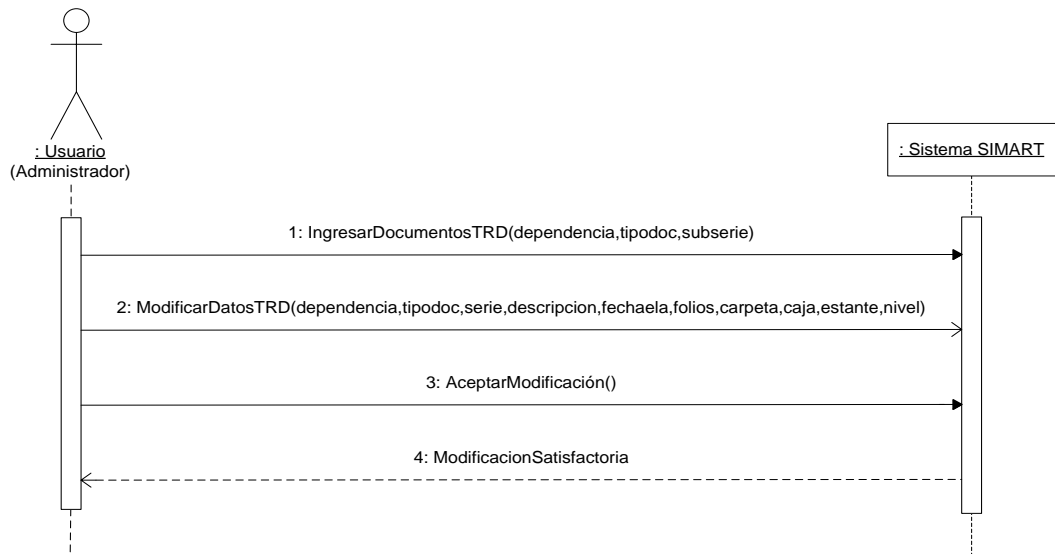 : Usuario
(Administrador)
: Sistema SIMART
1: IngresarDocumentosTRD(dependencia,tipodoc,subserie)
2: ModificarDatosTRD(dependencia,tipodoc,serie,descripcion,fechaela,folios,carpeta,caja,estante,nivel)
3: AceptarModificación()
4: ModificacionSatisfactoria